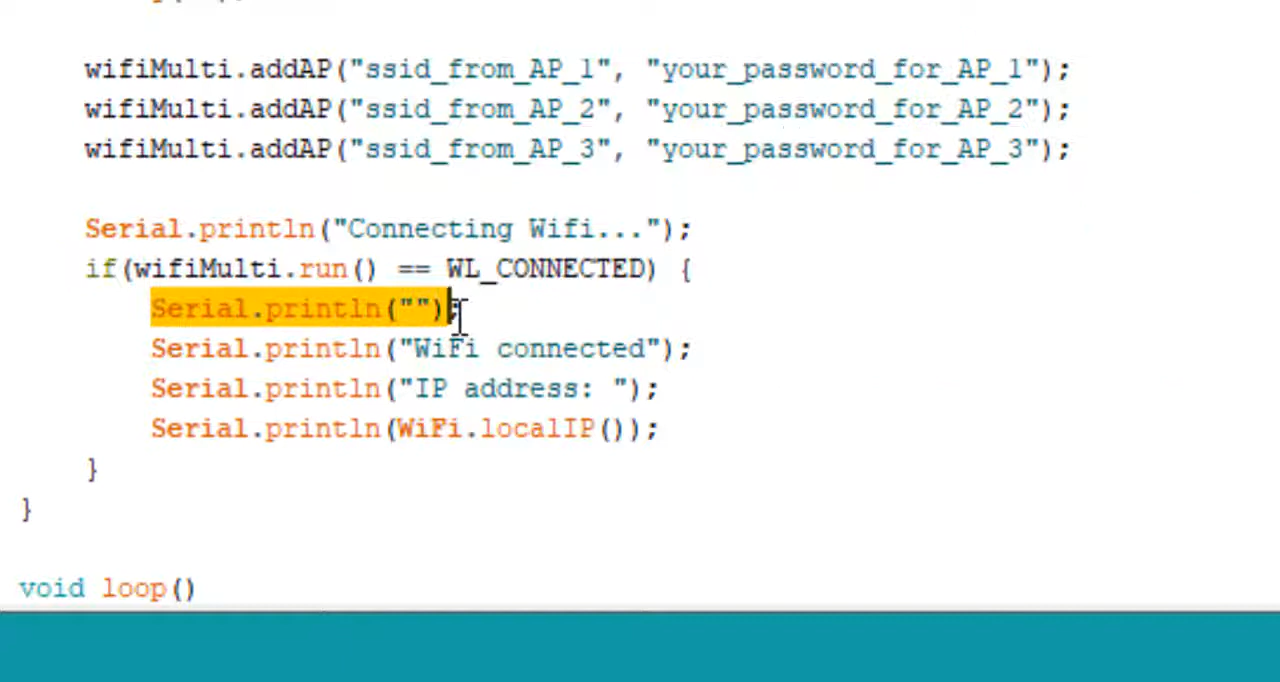 wifiMulti.addAP("ssid_from_AP_1", "your_password_for_AP_1");
wifiMulti.addAP("ssid_from_AP_2", "your_password_for_AP_2");
wifiMulti.addAP("ssid_from_AP_3", "your_password_for_AP_3");
Serial.println("Connecting Wifi...");
if(wifiMulti.run() == WL_CONNECTED) {
Serial.println("");
Serial.println("WiFi connected");
Serial.println("IP address: ");
Serial.println(WiFi.localIP());
}
}
void loop()